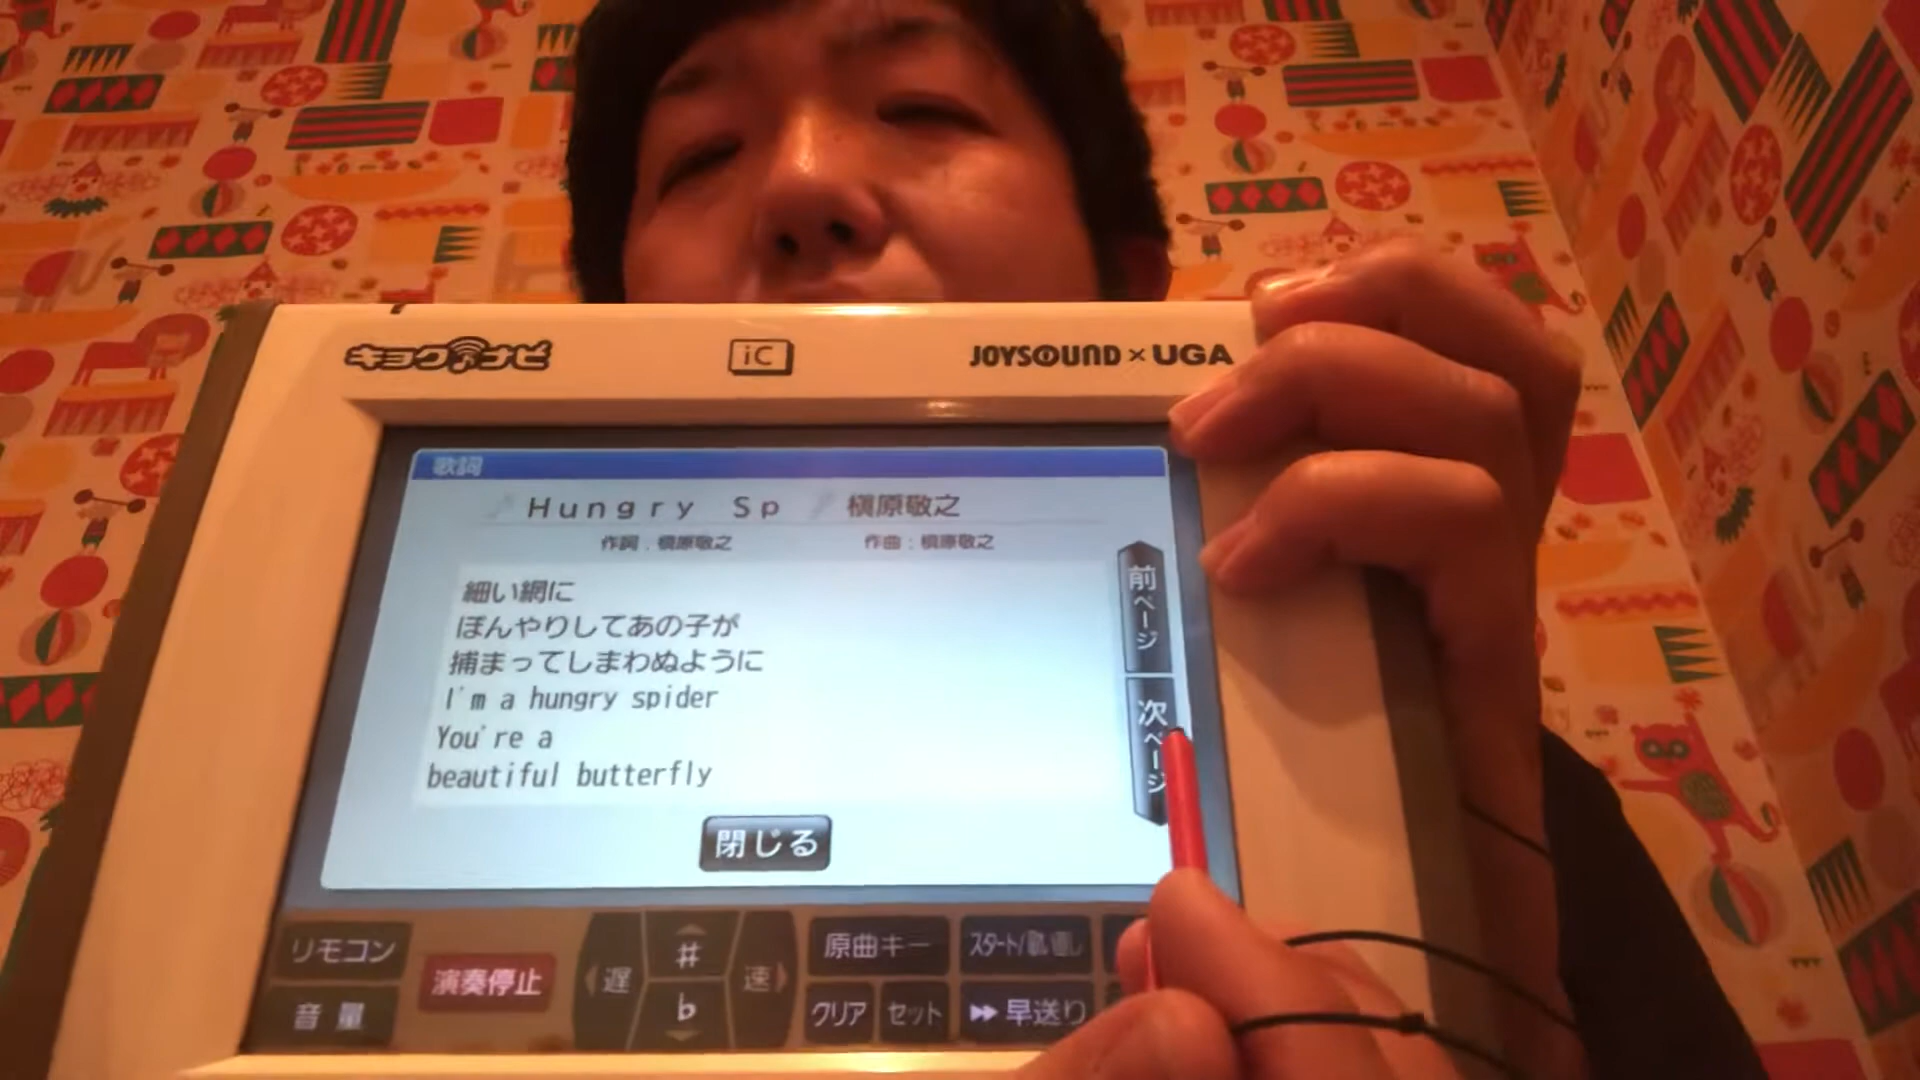 キョクナビ
iC
JOYSOUND×UGA
歌詞
Hungry Sp 槇原敬之
作詞:槇原敬之 作曲:槇原敬之
細い網に
ぼんやりしてあの子が
捕まってしまわぬように
I'm a hungry spider
You're a
beautiful butterfly
前ページ
次ページ
閉じる
リモコン
演奏停止
音量
遅
#
♭
速
原曲キー
スタート/歌い直し
クリア
セット
早送り